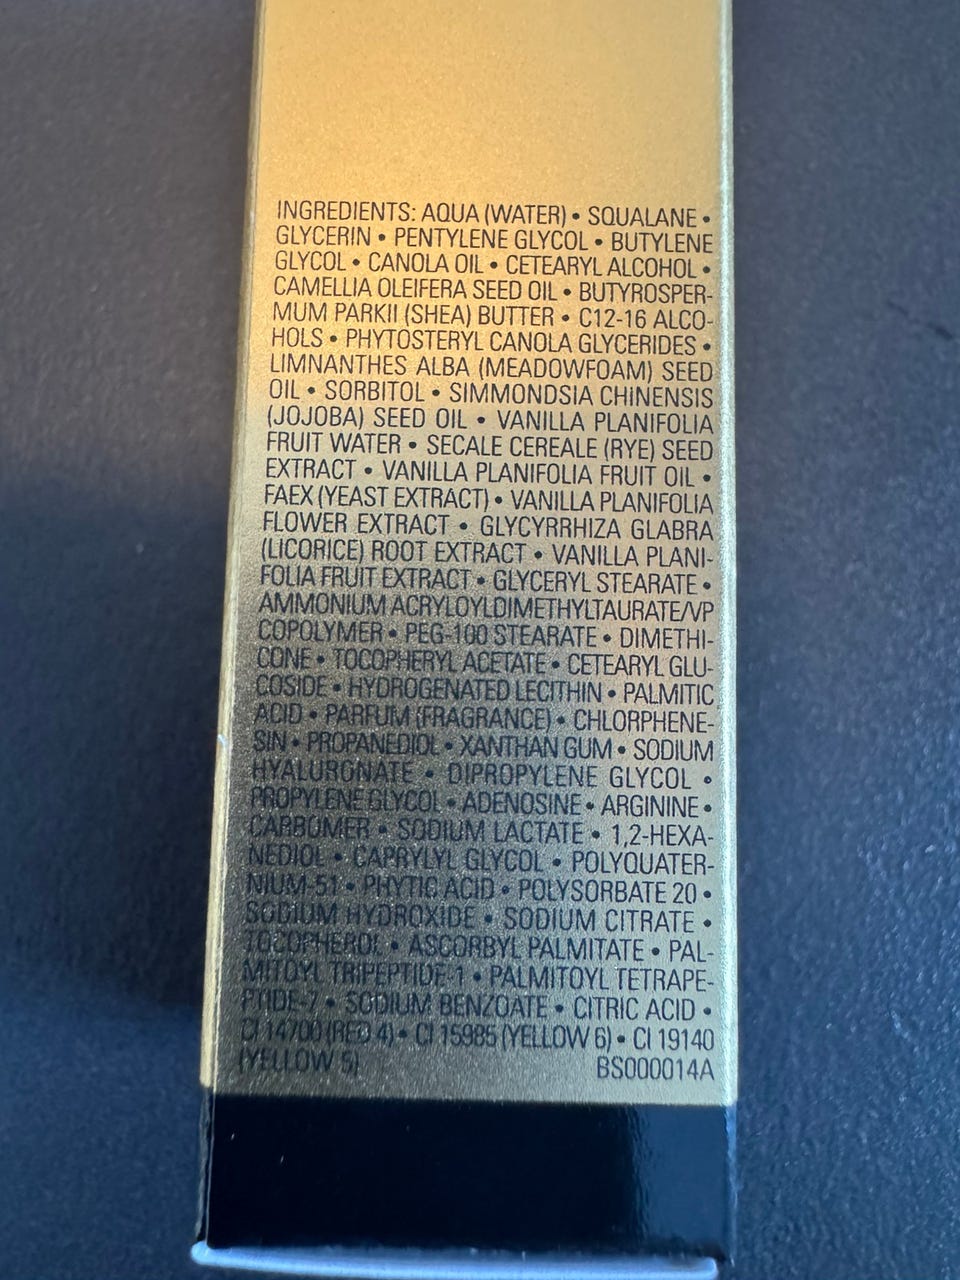 INGREDIENTS: AQUA (WATER) • SQUALANE •
GLYCERIN • PENTYLENE GLYCOL • BUTYLENE
GLYCOL • CANOLA OIL • CETEARYL ALCOHOL •
CAMELLIA OLEIFERA SEED OIL • BUTYROSPER-
MUM PARKII (SHEA) BUTTER • C12-16 ALCO-
HOLS • PHYTOSTERYL CANOLA GLYCERIDES •
LIMNANTHES ALBA (MEADOWFOAM) SEED
OIL • SORBITOL • SIMMONDSIA CHINENSIS
(JOJOBA) SEED OIL • VANILLA PLANIFOLIA
FRUIT WATER • SECALE CEREALE (RYE) SEED
EXTRACT • VANILLA PLANIFOLIA FRUIT OIL •
FAEX (YEAST EXTRACT) • VANILLA PLANIFOLIA
FLOWER EXTRACT • GLYCYRRHIZA GLABRA
(LICORICE) ROOT EXTRACT • VANILLA PLANI-
FOLIA FRUIT EXTRACT • GLYCERYL STEARATE •
AMMONIUM ACRYLOYLDIMETHYLTAURATE/VP
COPOLYMER • PEG-100 STEARATE • DIMETHI-
CONE • TOCOPHERYL ACETATE • CETEARYL GLU-
COSIDE • HYDROGENATED LECITHIN • PALMITIC
ACID • PARFUM (FRAGRANCE) • CHLORPHENE-
SIN • PROPANEDIOL • XANTHAN GUM • SODIUM
HYALURONATE • DIPROPYLENE GLYCOL •
PROPYLENE GLYCOL • ADENOSINE • ARGININE •
CARBOMER • SODIUM LACTATE • 1,2-HEXA-
NEDIOL • CAPRYLYL GLYCOL • POLYQUATER-
NIUM-51 • PHYTIC ACID • POLYSORBATE 20 •
SODIUM HYDROXIDE • SODIUM CITRATE •
TOCOPHEROL • ASCORBYL PALMITATE • PAL-
MITOYL TRIPEPTIDE-1 • PALMITOYL TETRAPE-
PTIDE-7 • SODIUM BENZOATE • CITRIC ACID •
CI 14700 (RED 4) • CI 15985 (YELLOW 6) • CI 19140
(YELLOW 5) BS000014A